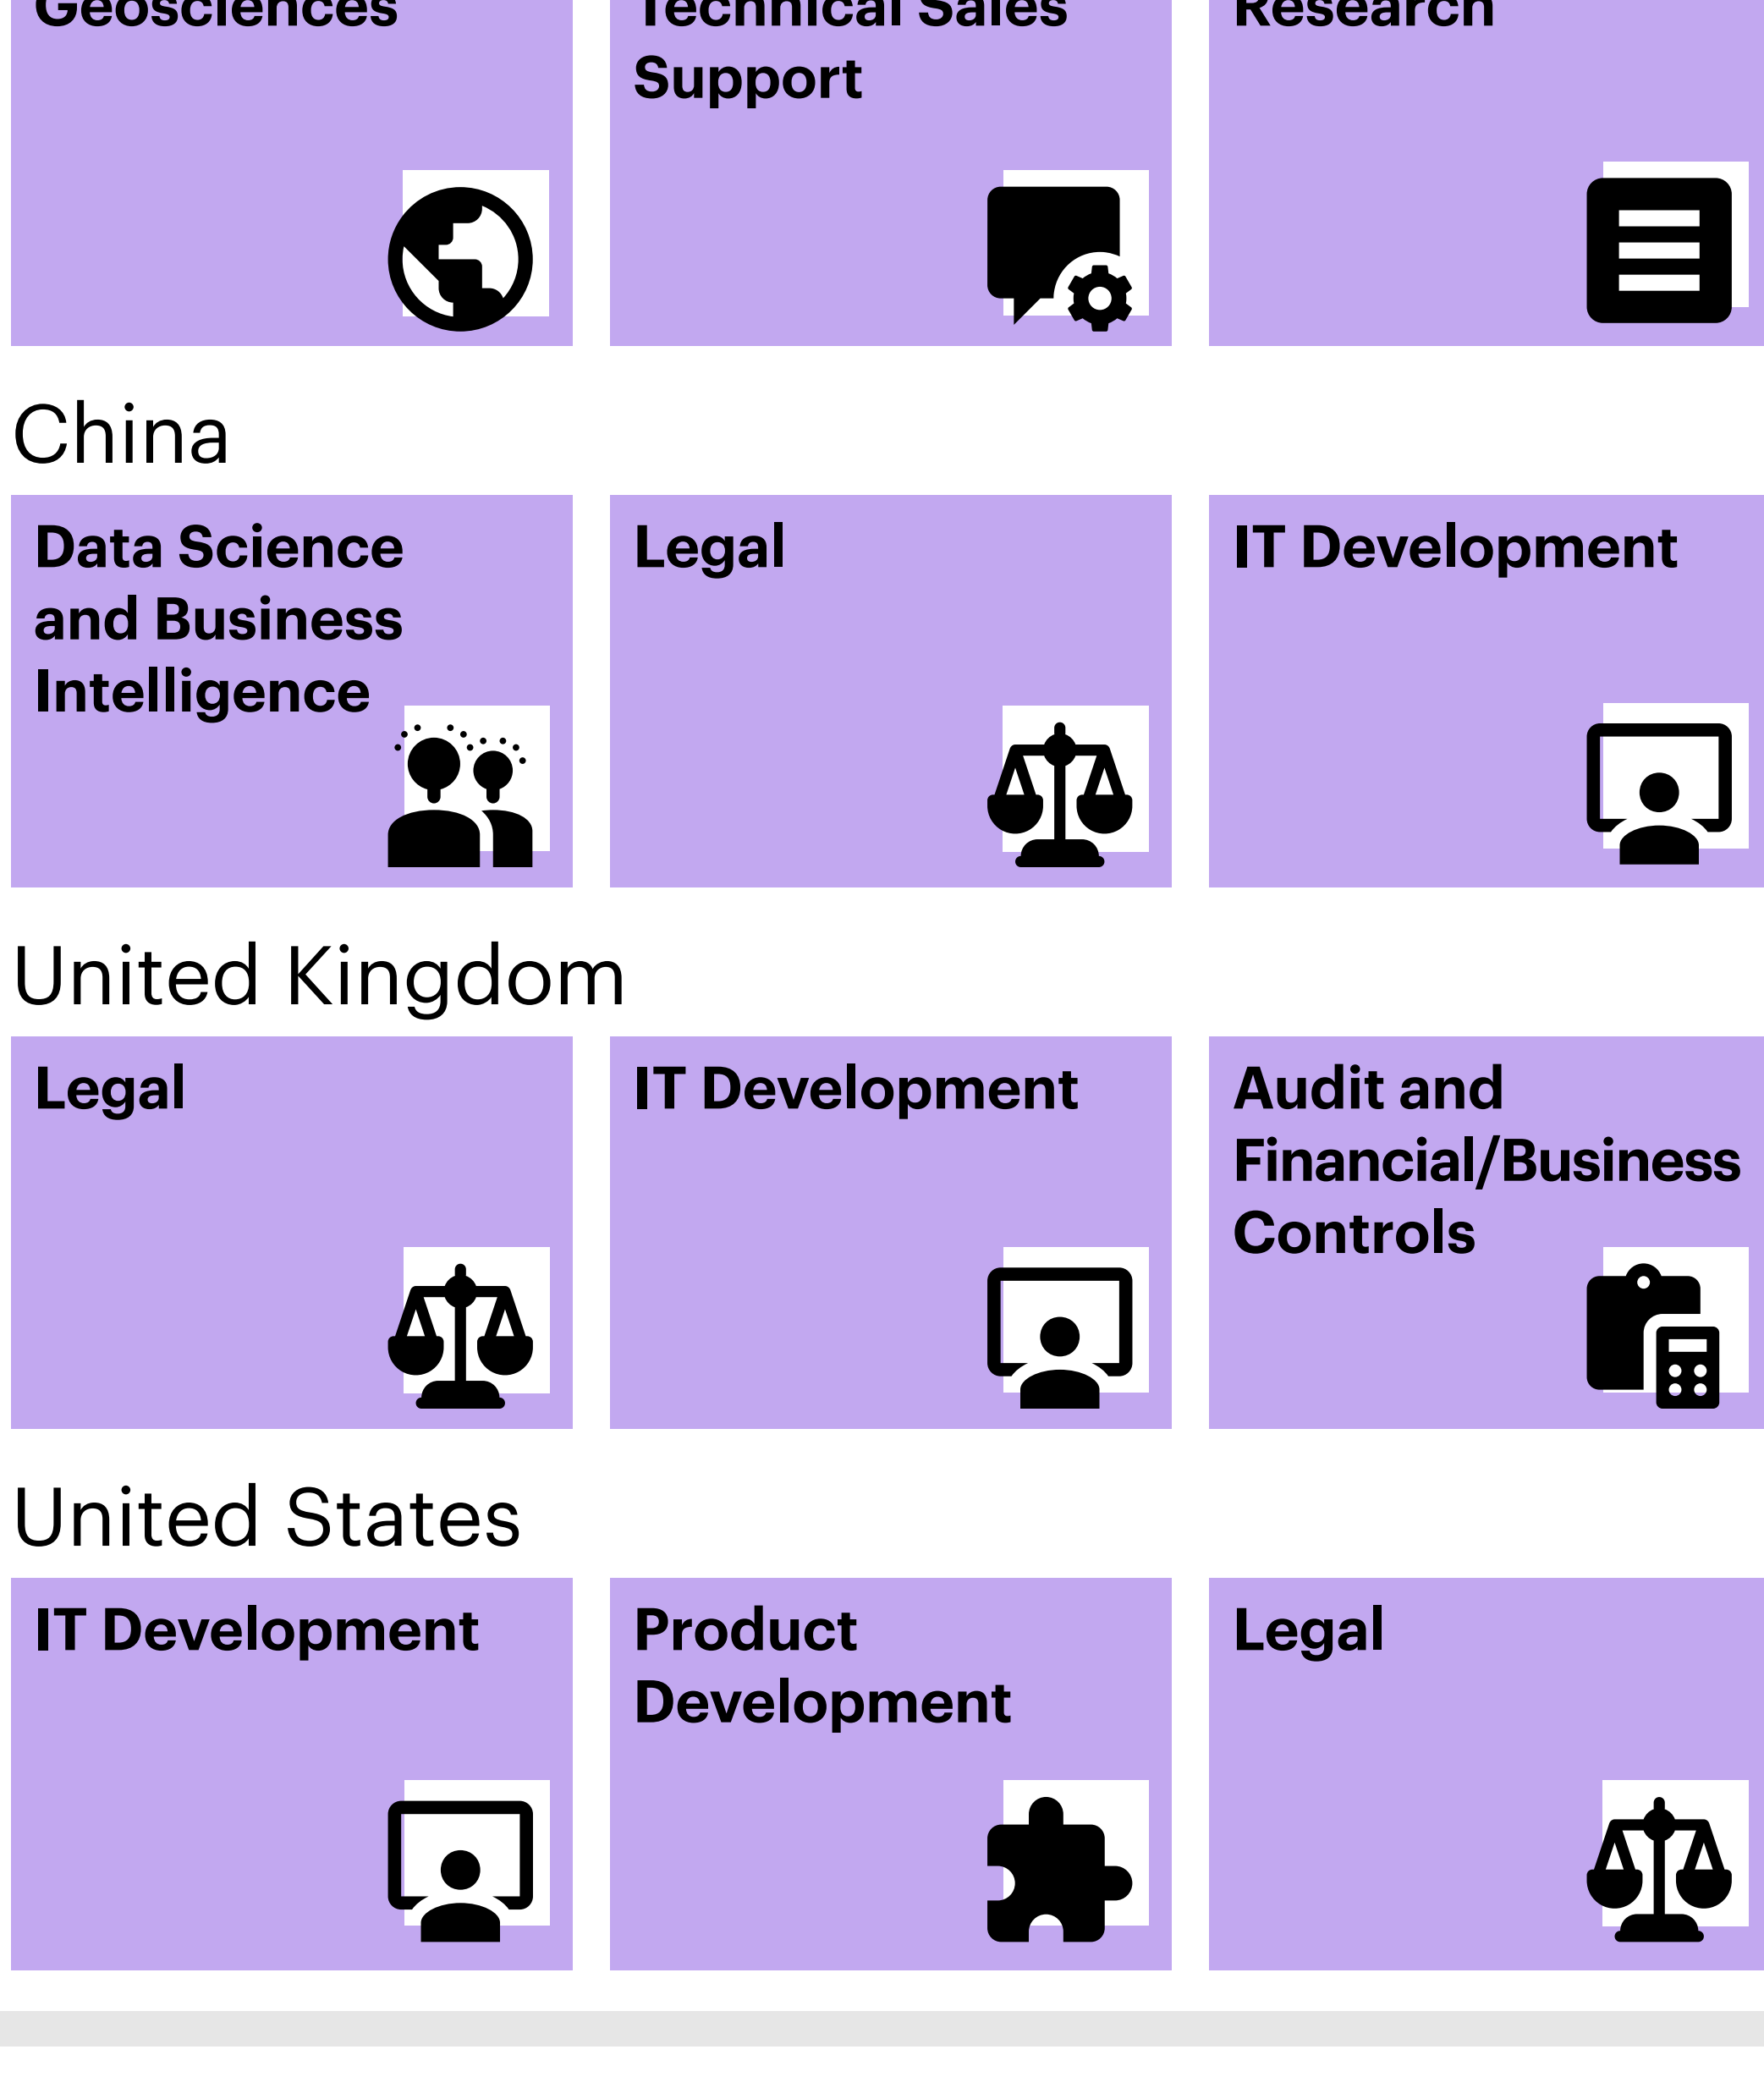 Geosciences
Technical Sales
Support
Research
China
Data Science
and Business
Intelligence
Legal
IT Development
United Kingdom
Legal
IT Development
Audit and
Financial/Business
Controls
United States
IT Development
Product
Development
Legal